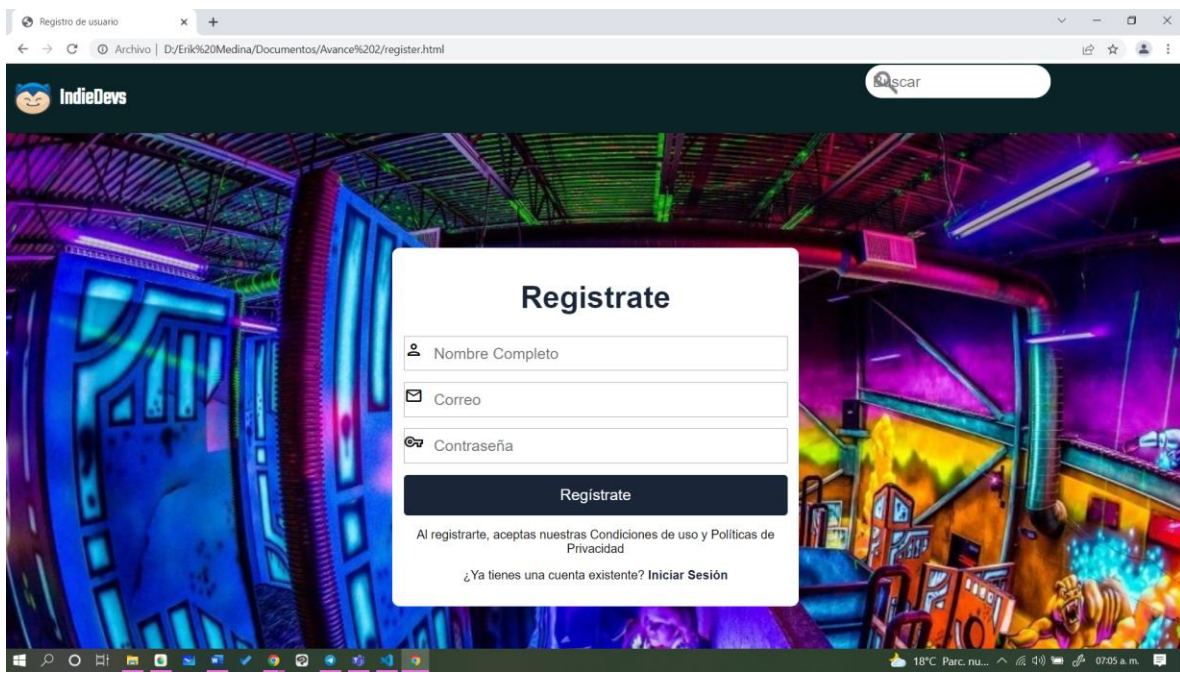 Registro de usuario
Archivo | D:/Erik%20Medina/Documentos/Avance%202/register.html
IndieDevs
Buscar
Registrate
Nombre Completo
Correo
Contraseña
Regístrate
Al registrarte, aceptas nuestras Condiciones de uso y Políticas de
Privacidad
¿Ya tienes una cuenta existente? Iniciar Sesión
18°C Parc. nu... 07:05 a. m.